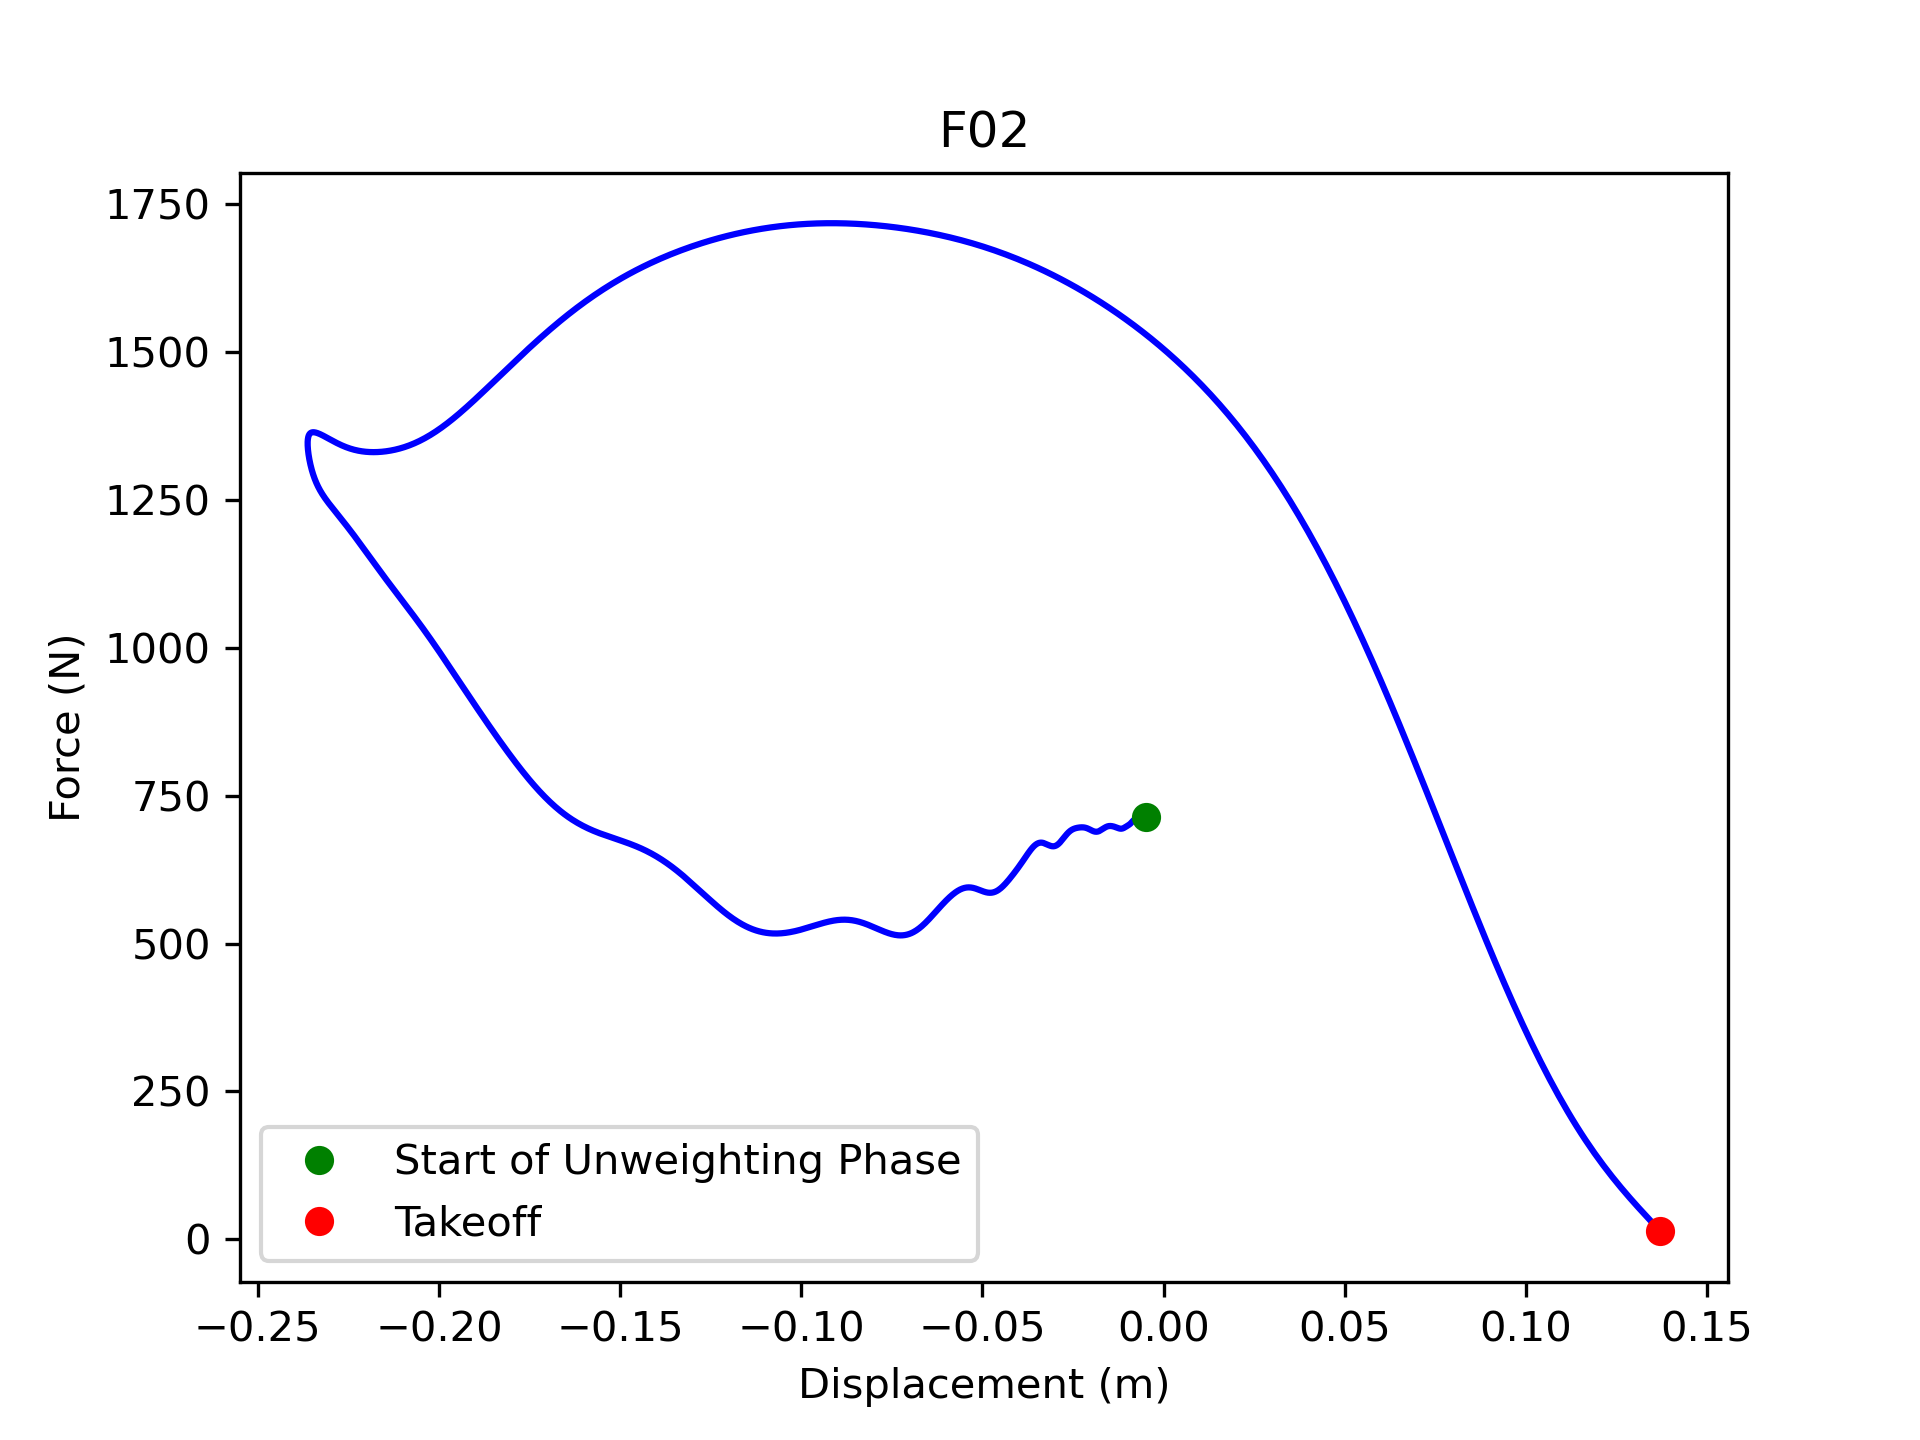 F02
1750
1500
1250
1000
750
500
250
0
Force (N)
Start of Unweighting Phase
Takeoff
−0.25 −0.20 −0.15 −0.10 −0.05 0.00 0.05 0.10 0.15
Displacement (m)